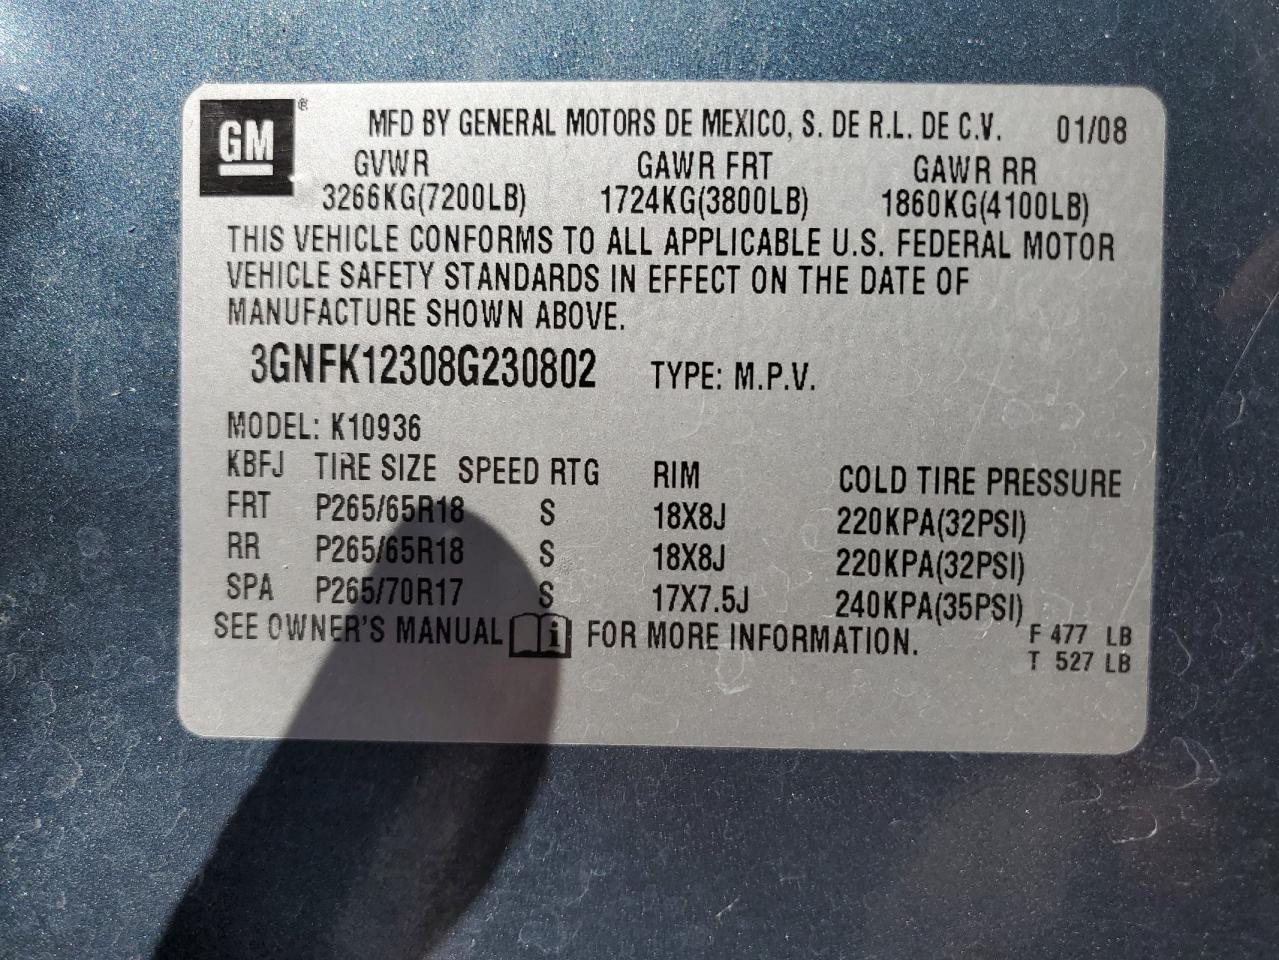 GM ® MFD BY GENERAL MOTORS DE MEXICO, S. DE R.L. DE C.V. 01/08
GVWR GAWR FRT GAWR RR
3266KG(7200LB) 1724KG(3800LB) 1860KG(4100LB)
THIS VEHICLE CONFORMS TO ALL APPLICABLE U.S. FEDERAL MOTOR
VEHICLE SAFETY STANDARDS IN EFFECT ON THE DATE OF
MANUFACTURE SHOWN ABOVE.
3GNFK12308G230802 TYPE: M.P.V.
MODEL: K10936
KBFJ TIRE SIZE SPEED RTG RIM COLD TIRE PRESSURE
FRT P265/65R18 S 18X8J 220KPA(32PSI)
RR P265/65R18 S 18X8J 220KPA(32PSI)
SPA P265/70R17 S 17X7.5J 240KPA(35PSI)
SEE OWNER'S MANUAL i FOR MORE INFORMATION. F 477 LB
T 527 LB